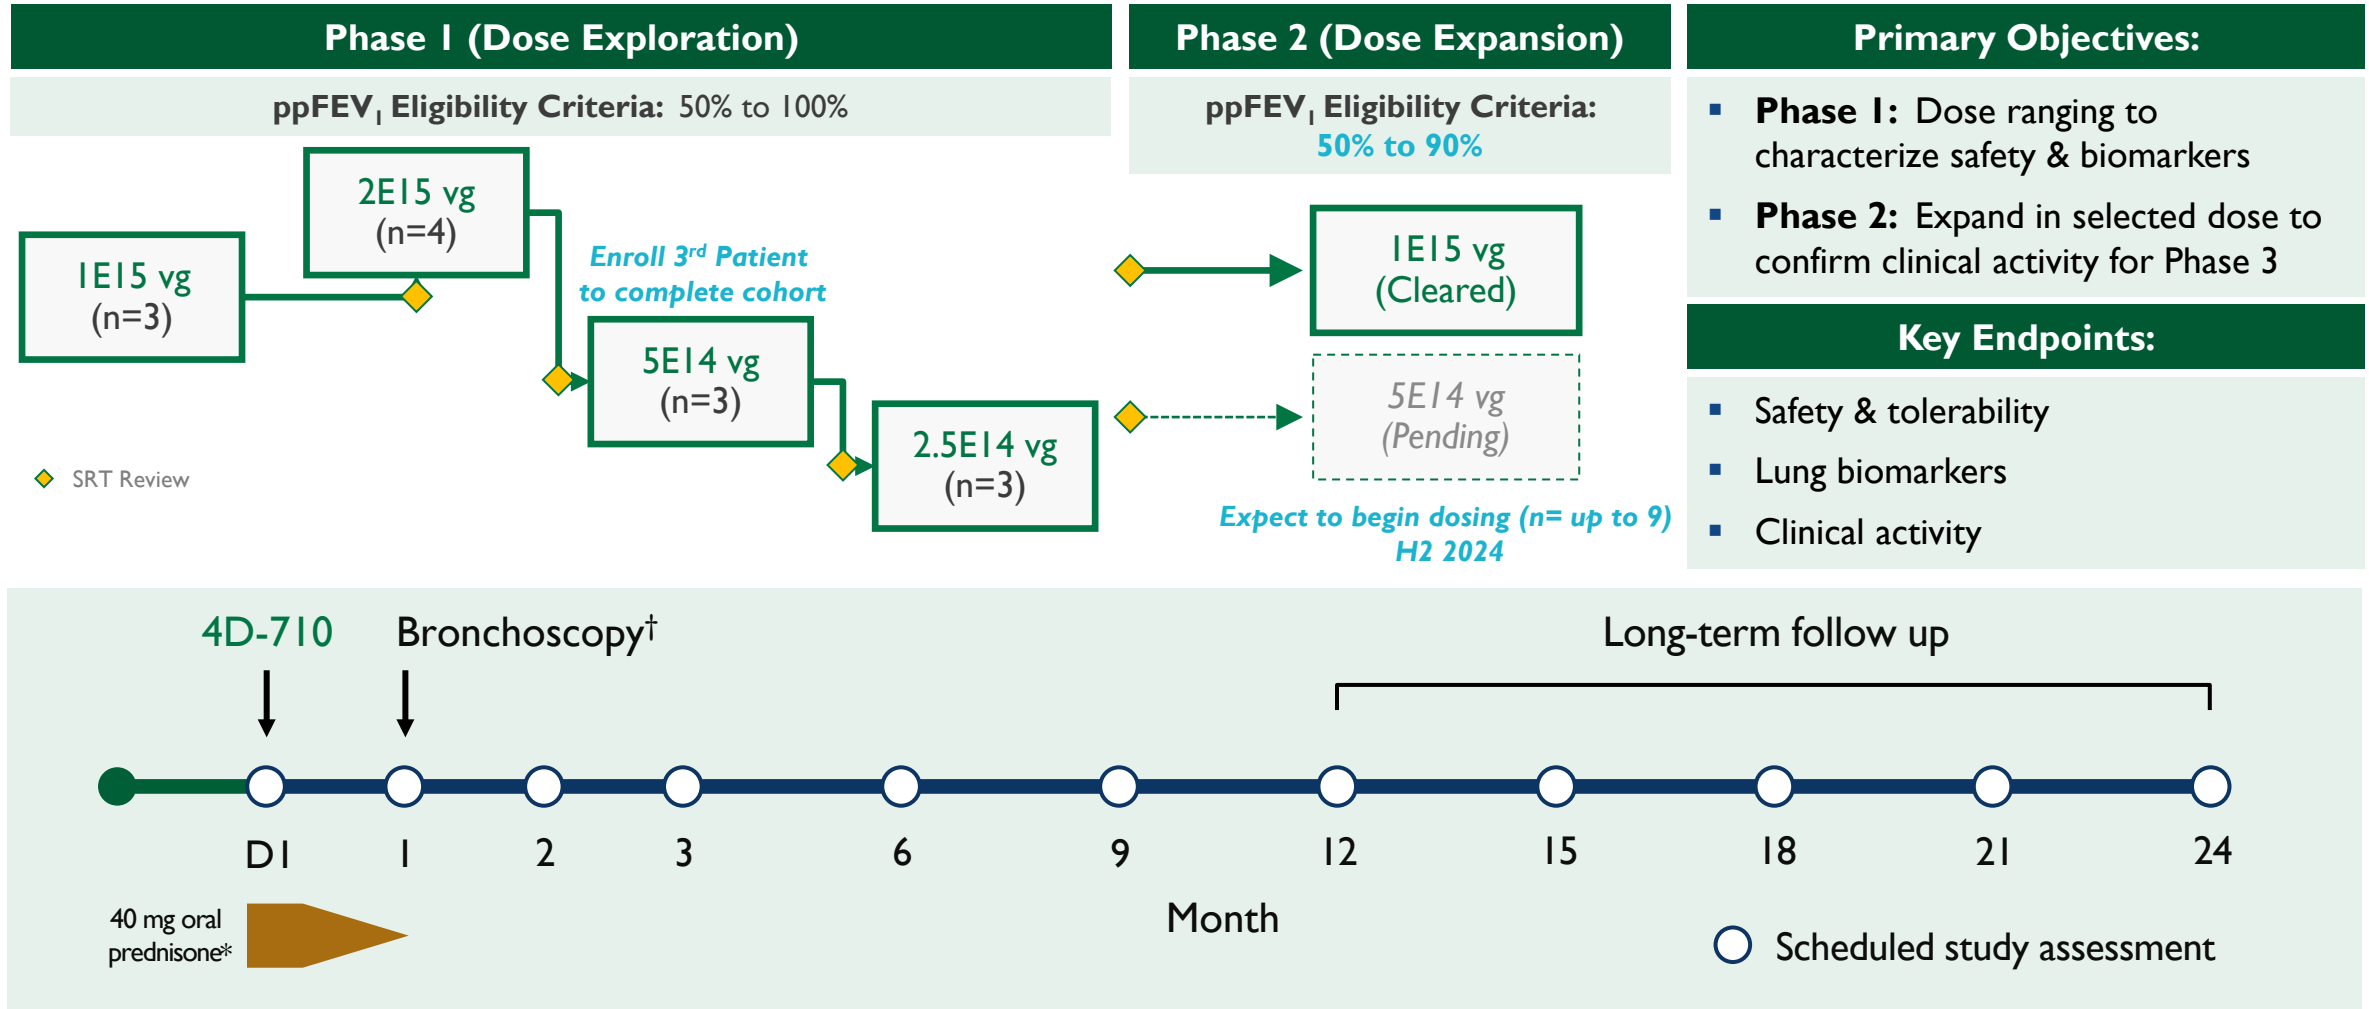 Phase 1 (Dose Exploration)
ppFEV1 Eligibility Criteria: 50% to 100%
1E15 vg
(n=3)
2E15 vg
(n=4)
Enroll 3rd Patient
to complete cohort
5E14 vg
(n=3)
2.5E14 vg
(n=3)
SRT Review
Phase 2 (Dose Expansion)
ppFEV1 Eligibility Criteria:
50% to 90%
1E15 vg
(Cleared)
5E14 vg
(Pending)
Expect to begin dosing (n= up to 9)
H2 2024
Primary Objectives:
▪ Phase 1: Dose ranging to
characterize safety & biomarkers
▪ Phase 2: Expand in selected dose to
confirm clinical activity for Phase 3
Key Endpoints:
▪ Safety & tolerability
▪ Lung biomarkers
▪ Clinical activity
4D-710
Bronchoscopy†
Long-term follow up
D1 1 2 3 6 9 12 15 18 21 24
Month
40 mg oral
prednisone*
Scheduled study assessment